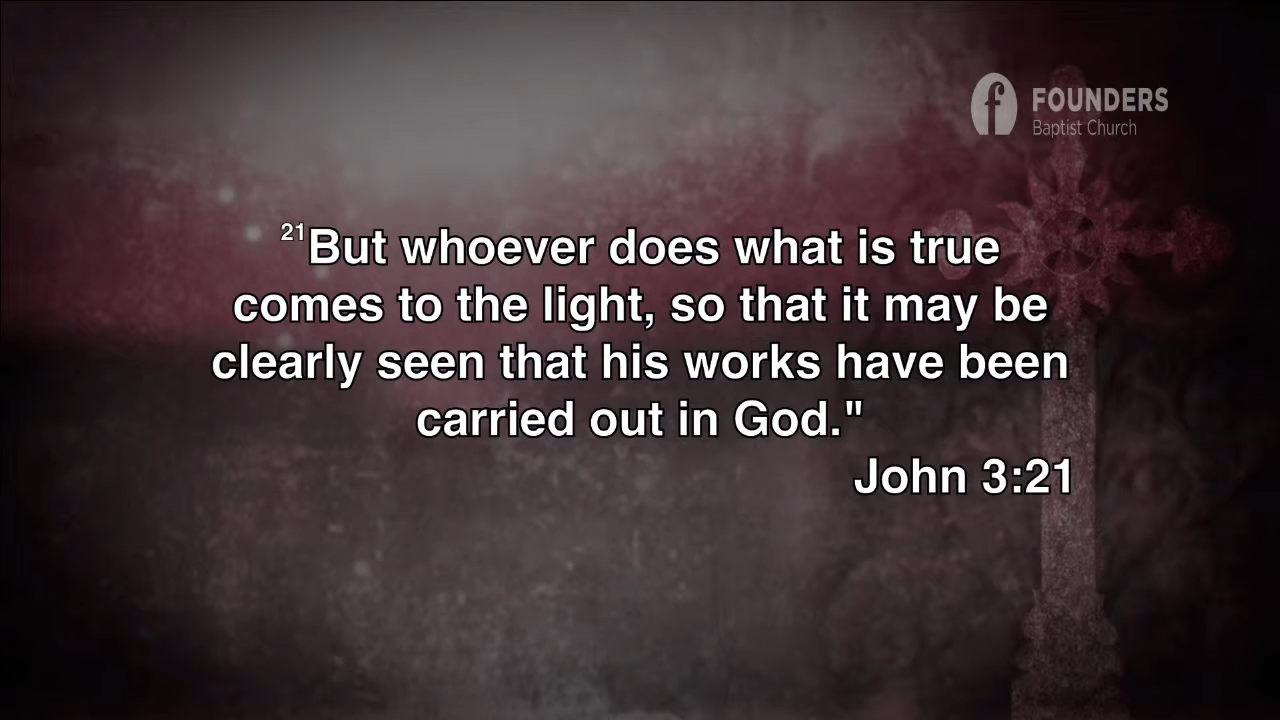 FOUNDERS
Baptist Church
21But whoever does what is true
comes to the light, so that it may be
clearly seen that his works have been
carried out in God."
John 3:21